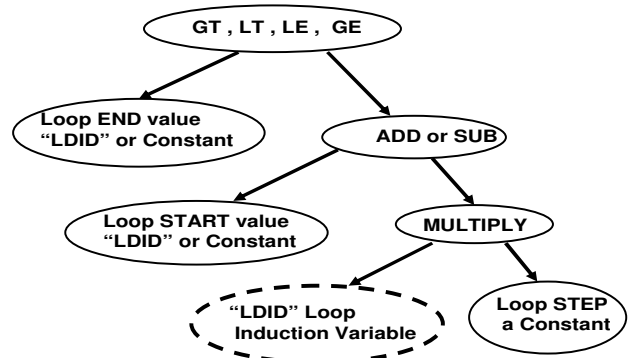 GT , LT , LE , GE
Loop END value
“LDID” or Constant
ADD or SUB
Loop START value
“LDID” or Constant
MULTIPLY
“LDID” Loop
Induction Variable
Loop STEP
a Constant